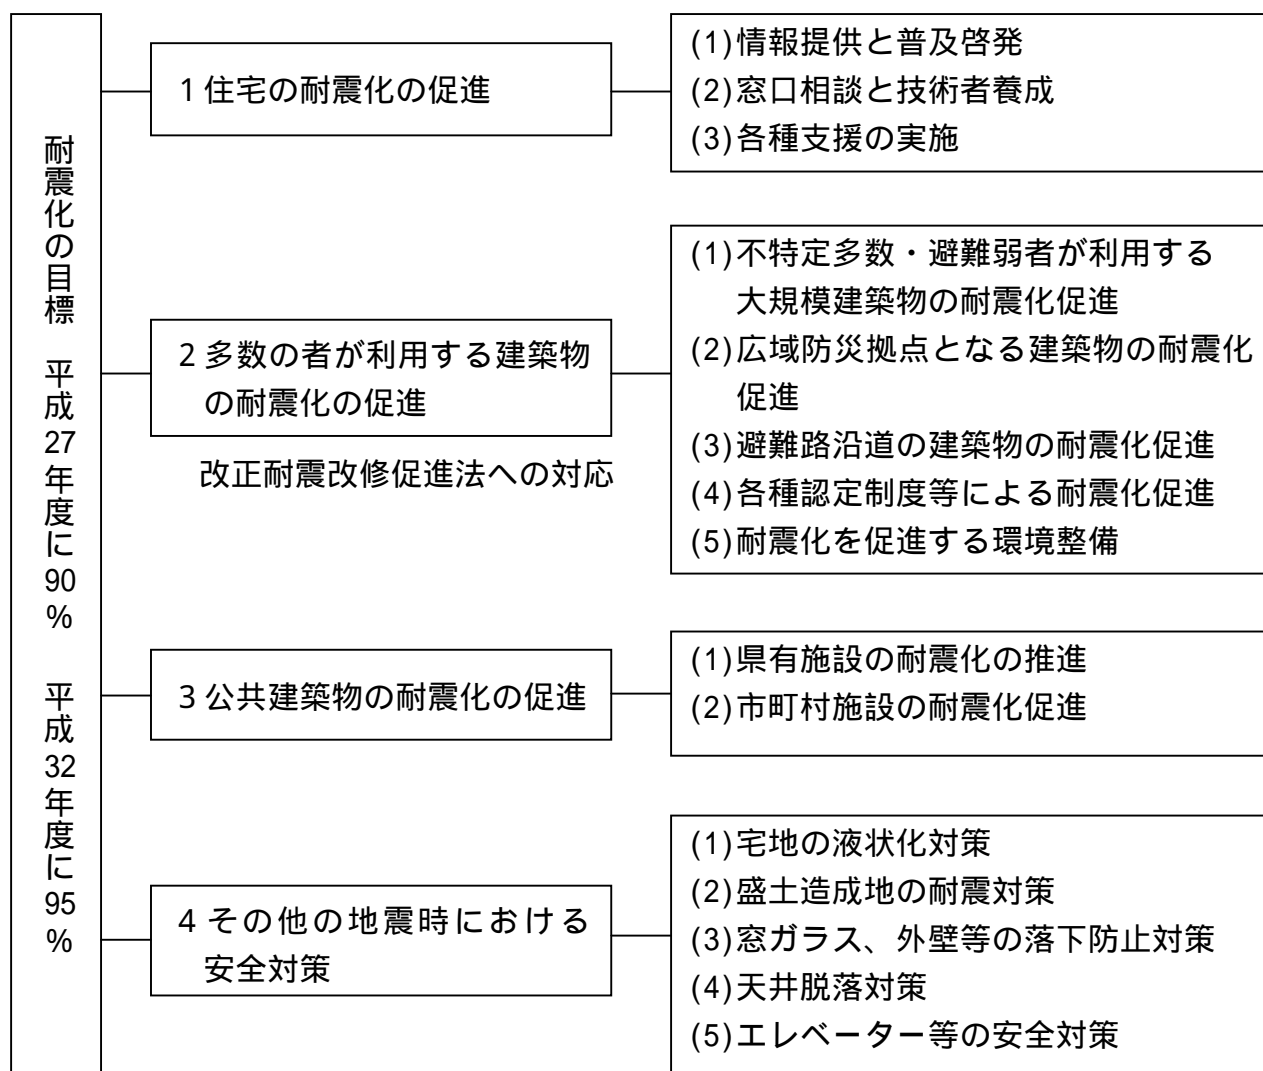 耐震化の目標 平成27年度に90% 平成32年度に95%
1 住宅の耐震化の促進
(1)情報提供と普及啓発
(2)窓口相談と技術者養成
(3)各種支援の実施
2 多数の者が利用する建築物
の耐震化の促進
改正耐震改修促進法への対応
(1)不特定多数・避難弱者が利用する
大規模建築物の耐震化促進
(2)広域防災拠点となる建築物の耐震化
促進
(3)避難路沿道の建築物の耐震化促進
(4)各種認定制度等による耐震化促進
(5)耐震化を促進する環境整備
3 公共建築物の耐震化の促進
(1)県有施設の耐震化の推進
(2)市町村施設の耐震化促進
4 その他の地震時における
安全対策
(1)宅地の液状化対策
(2)盛土造成地の耐震対策
(3)窓ガラス、外壁等の落下防止対策
(4)天井脱落対策
(5)エレベーター等の安全対策